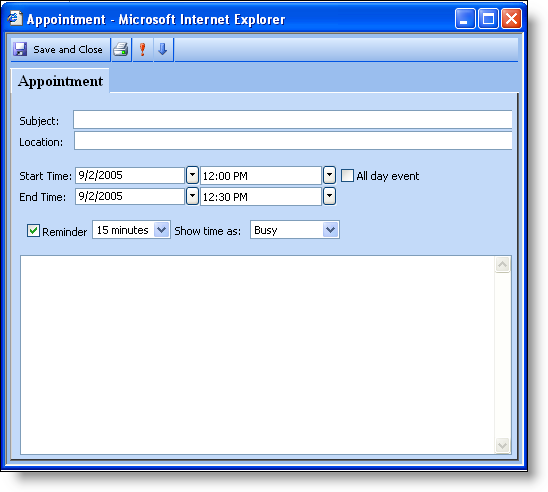 Appointment - Microsoft Internet Explorer
Save and Close
Appointment
Subject:
Location:
Start Time: 9/2/2005 12:00 PM All day event
End Time: 9/2/2005 12:30 PM
Reminder 15 minutes Show time as: Busy